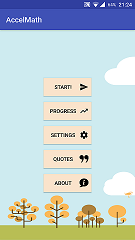 21:24
AccelMath
START!
PROGRESS
SETTINGS
QUOTES
ABOUT